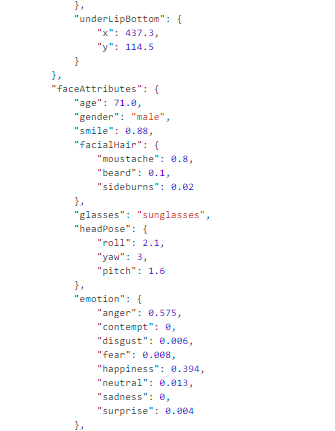 },
"underLipBottom": {
"x": 437.3,
"y": 114.5
}
},
"faceAttributes": {
"age": 71.0,
"gender": "male",
"smile": 0.88,
"facialHair": {
"moustache": 0.8,
"beard": 0.1,
"sideburns": 0.02
},
"glasses": "sunglasses",
"headPose": {
"roll": 2.1,
"yaw": 3,
"pitch": 1.6
},
"emotion": {
"anger": 0.575,
"contempt": 0,
"disgust": 0.006,
"fear": 0.008,
"happiness": 0.394,
"neutral": 0.013,
"sadness": 0,
"surprise": 0.004
},